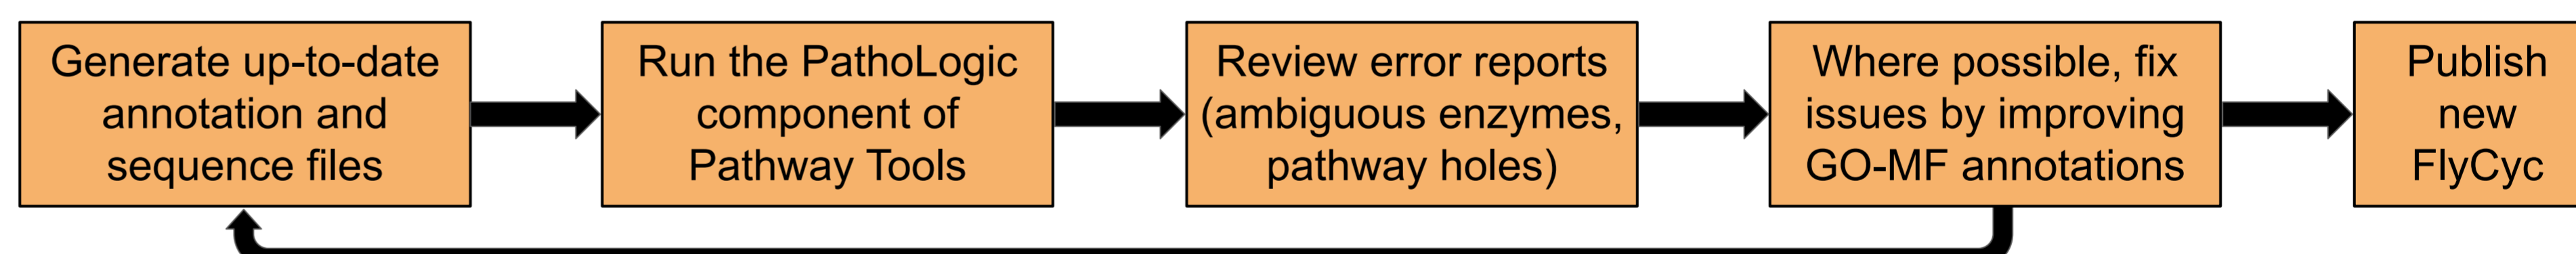 Generate up-to-date
annotation and
sequence files
Run the PathoLogic
component of
Pathway Tools
Review error reports
(ambiguous enzymes,
pathway holes)
Where possible, fix
issues by improving
GO-MF annotations
Publish
new
FlyCyc